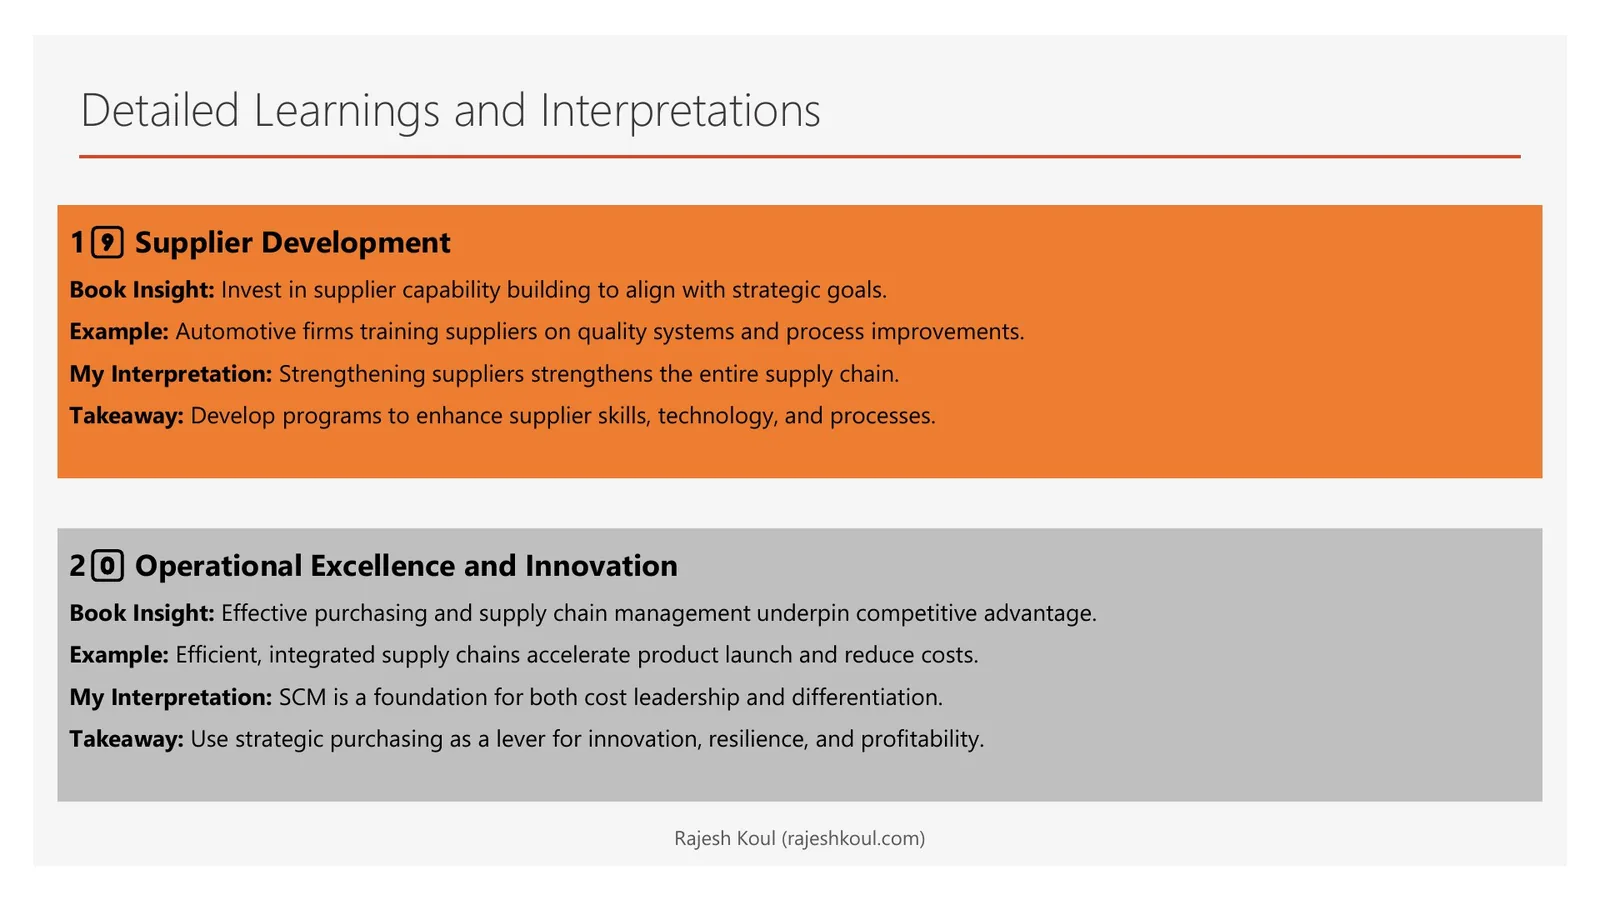 Detailed Learnings and Interpretations
19️⃣ Supplier Development
Book Insight: Invest in supplier capability building to align with strategic goals.
Example: Automotive firms training suppliers on quality systems and process improvements.
My Interpretation: Strengthening suppliers strengthens the entire supply chain.
Takeaway: Develop programs to enhance supplier skills, technology, and processes.
20️⃣ Operational Excellence and Innovation
Book Insight: Effective purchasing and supply chain management underpin competitive advantage.
Example: Efficient, integrated supply chains accelerate product launch and reduce costs.
My Interpretation: SCM is a foundation for both cost leadership and differentiation.
Takeaway: Use strategic purchasing as a lever for innovation, resilience, and profitability.
Rajesh Koul (rajeshkoul.com)